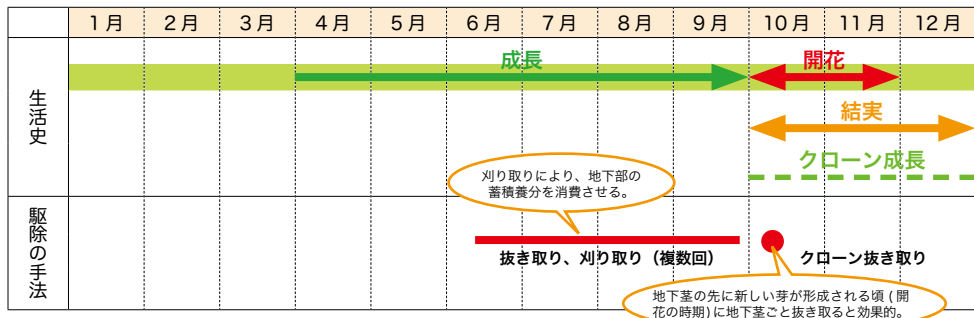 1月 2月 3月 4月 5月 6月 7月 8月 9月 10月 11月 12月
生活史
成長
開花
結実
クローン成長
駆除の手法
刈り取りにより、地下部の
蓄積養分を消費させる。
抜き取り、刈り取り（複数回）
クローン抜き取り
地下茎の先に新しい芽が形成される頃(開
花の時期)に地下茎ごと抜き取ると効果的。